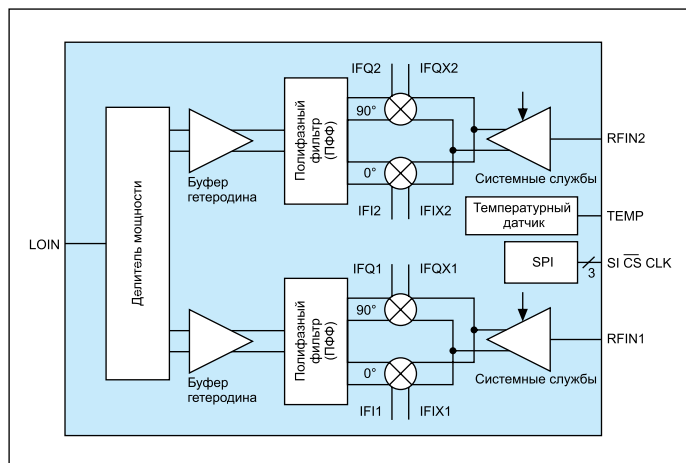 IFQ2 IFQX2
90°
Полифазный
фильтр
(ПФФ)
0°
Буфер
гетеродина
IFI2 IFIX2
Системные службы
RFIN2
Температурный
датчик
TEMP
Делитель мощности
LOIN
SPI
3
SI C̅S̅ CLK
IFQ1 IFQX1
90°
Полифазный
фильтр
(ПФФ)
0°
Буфер
гетеродина
IFI1 IFIX1
Системные службы
RFIN1